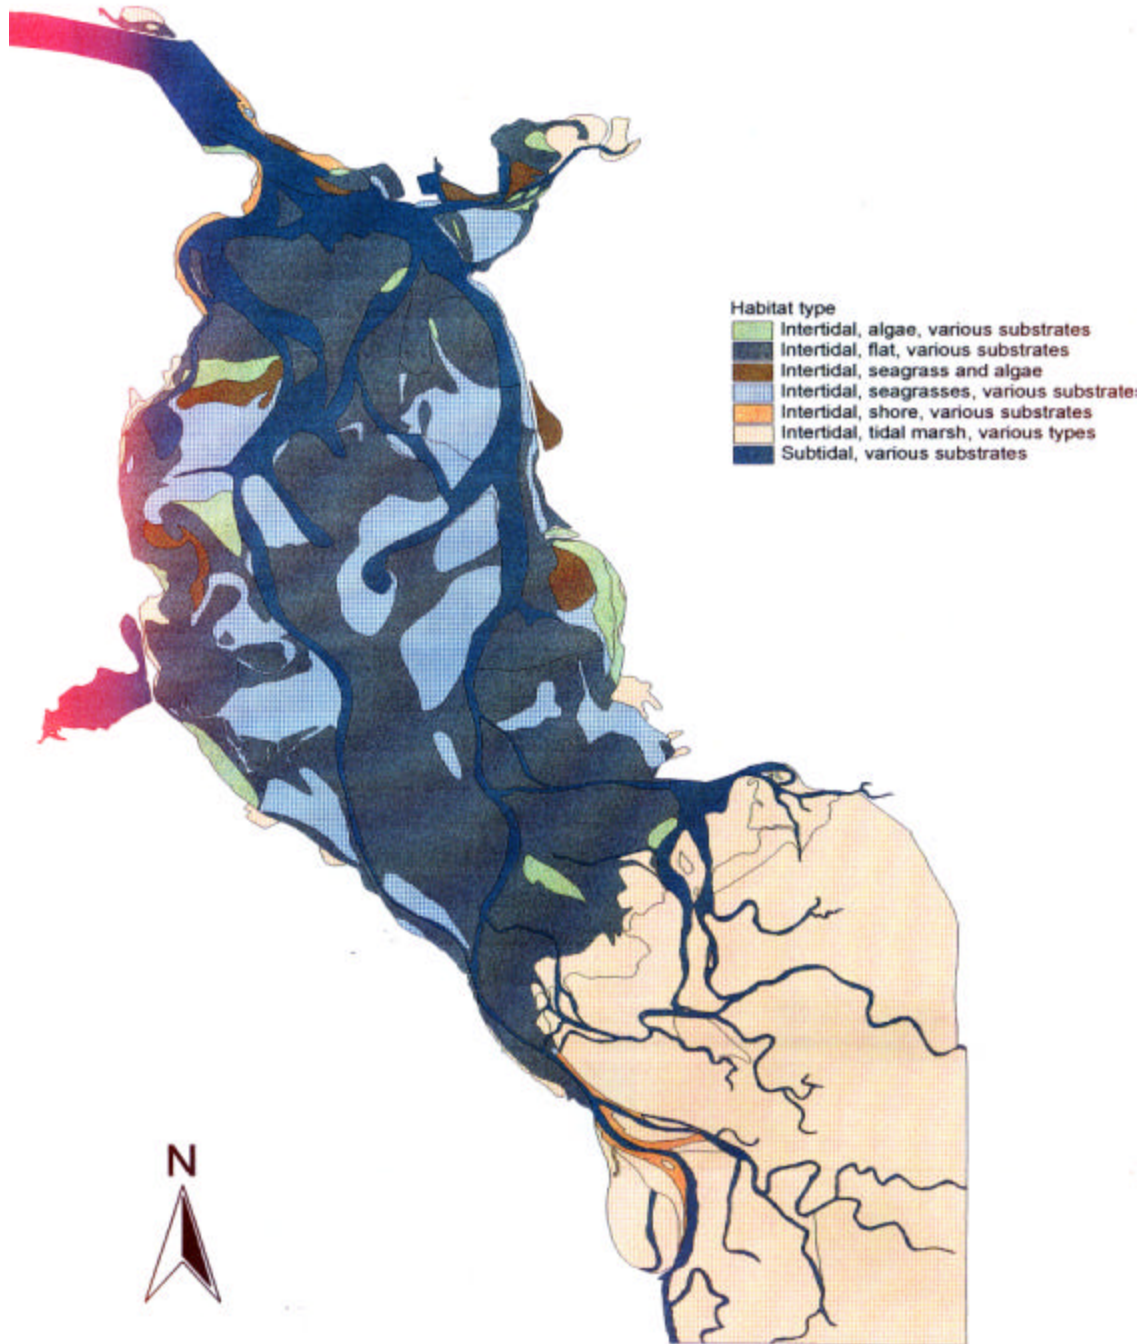 Habitat type
Intertidal, algae, various substrates
Intertidal, flat, various substrates
Intertidal, seagrass and algae
Intertidal, seagrasses, various substrates
Intertidal, shore, various substrates
Intertidal, tidal marsh, various types
Subtidal, various substrates
N